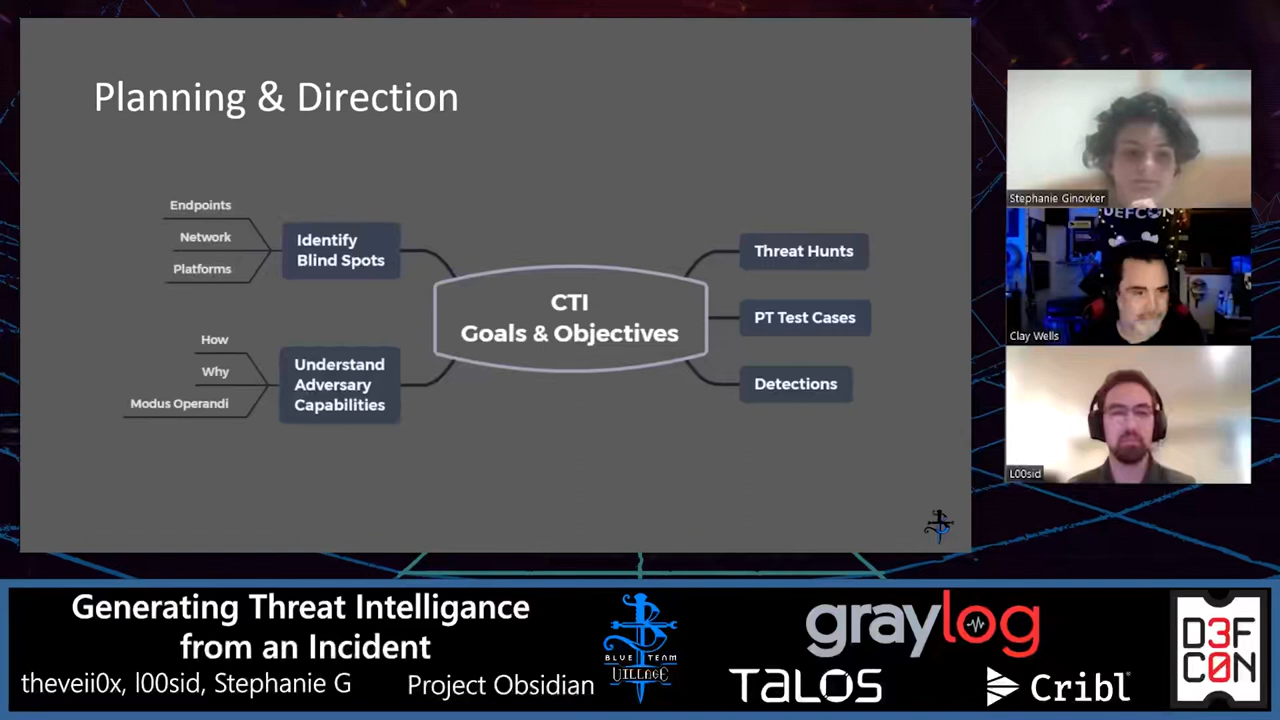 Planning & Direction
Endpoints
Network
Platforms
Identify
Blind Spots
How
Why
Modus Operandi
Understand
Adversary
Capabilities
CTI
Goals & Objectives
Threat Hunts
PT Test Cases
Detections
Stephanie Ginovker
DEFCON
Clay Wells
L00sid
Generating Threat Intelligance
from an Incident
theveii0x, l00sid, Stephanie G
Project Obsidian
BLUE TEAM
VILLAGE
graylog
TALOS
Cribl
D3F
C0N